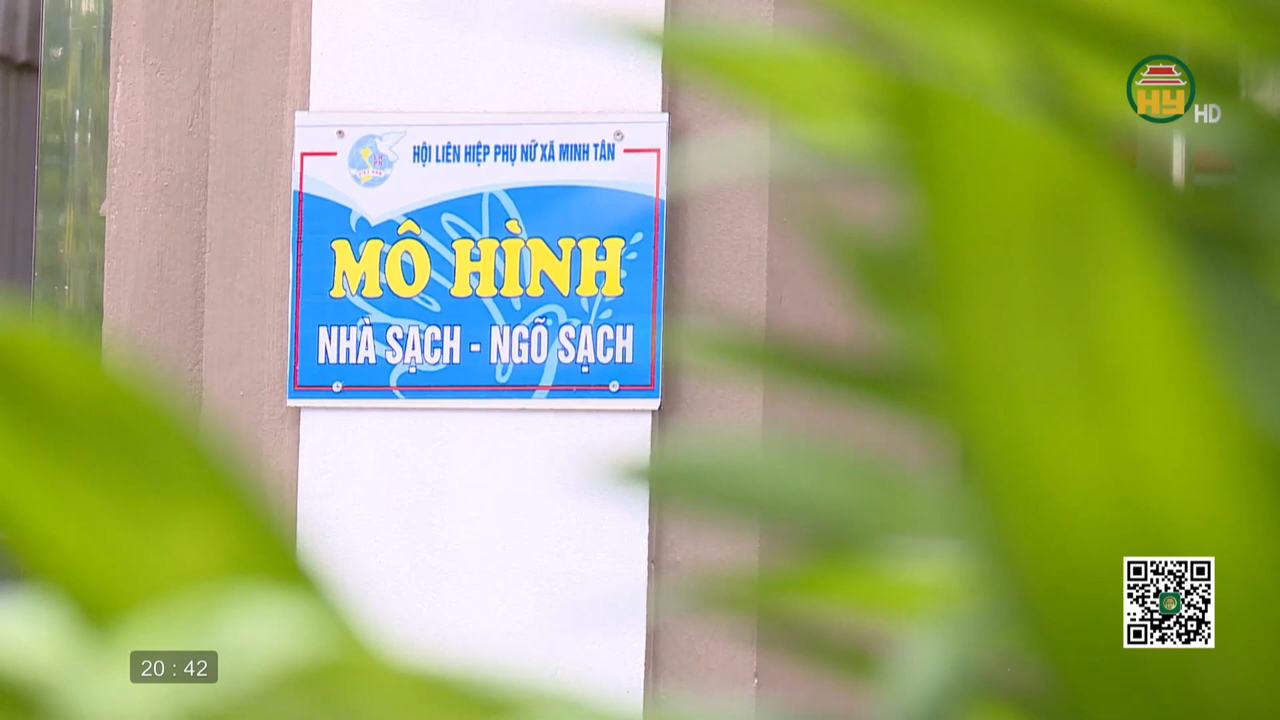 HY HD
HỘI LIÊN HIỆP PHỤ NỮ XÃ MINH TÂN
MÔ HÌNH
NHÀ SẠCH - NGÕ SẠCH
20 : 42